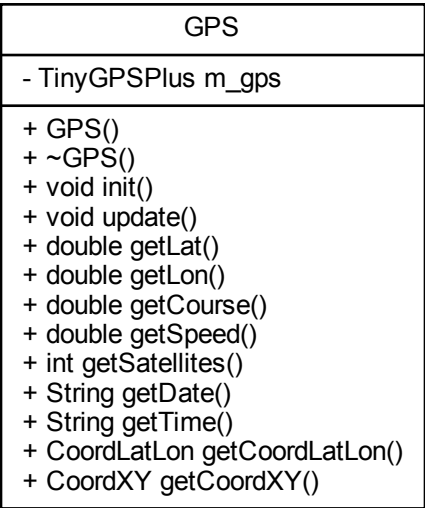 GPS
- TinyGPSPlus m_gps
+ GPS()
+ ~GPS()
+ void init()
+ void update()
+ double getLat()
+ double getLon()
+ double getCourse()
+ double getSpeed()
+ int getSatellites()
+ String getDate()
+ String getTime()
+ CoordLatLon getCoordLatLon()
+ CoordXY getCoordXY()